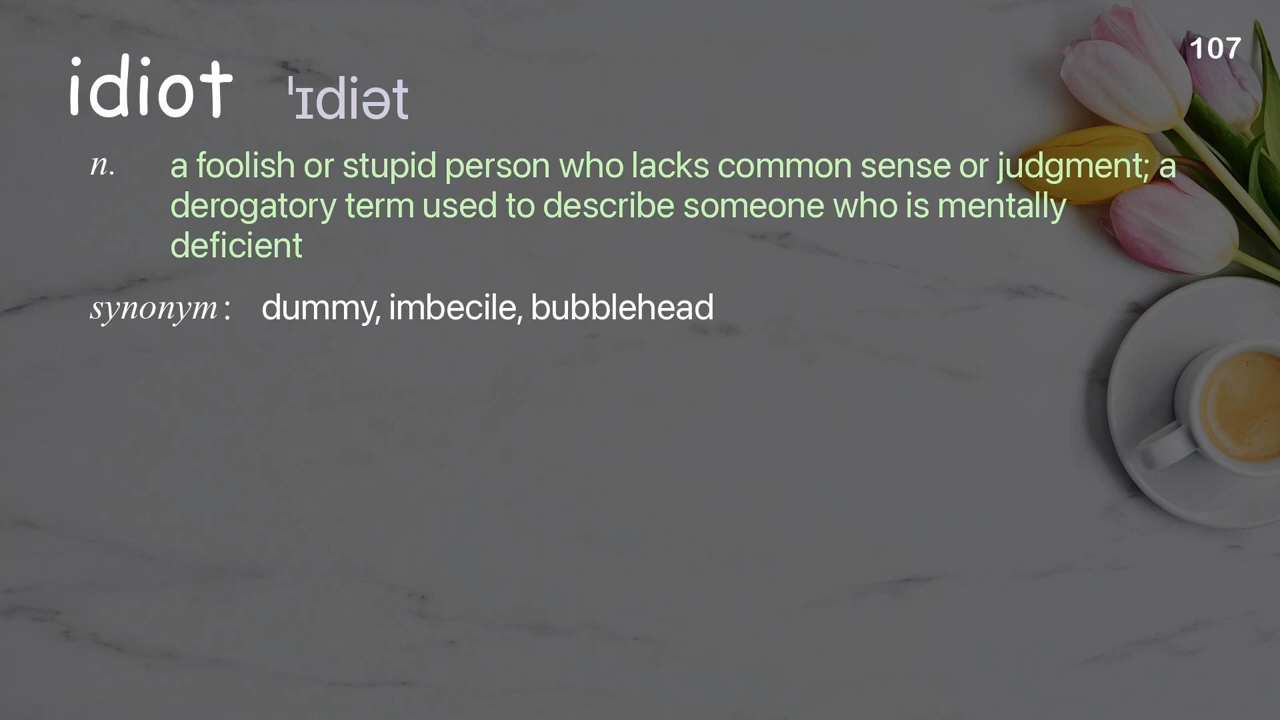 107
idiot ˈɪdiət
n. a foolish or stupid person who lacks common sense or judgment; a
derogatory term used to describe someone who is mentally
deficient
synonym : dummy, imbecile, bubblehead